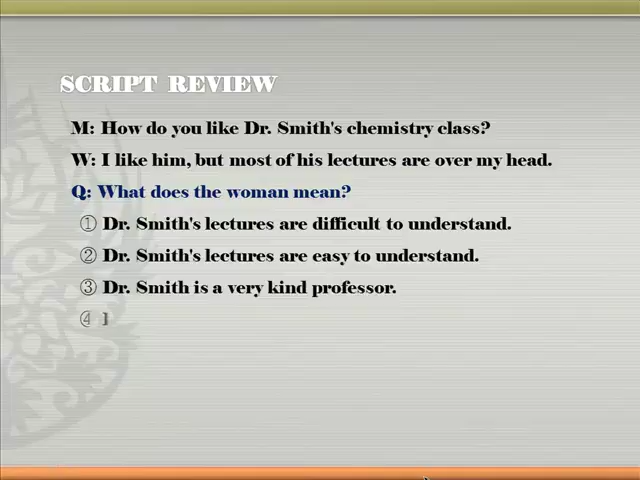 SCRIPT REVIEW
M: How do you like Dr. Smith's chemistry class?
W: I like him, but most of his lectures are over my head.
Q: What does the woman mean?
① Dr. Smith's lectures are difficult to understand.
② Dr. Smith's lectures are easy to understand.
③ Dr. Smith is a very kind professor.
④